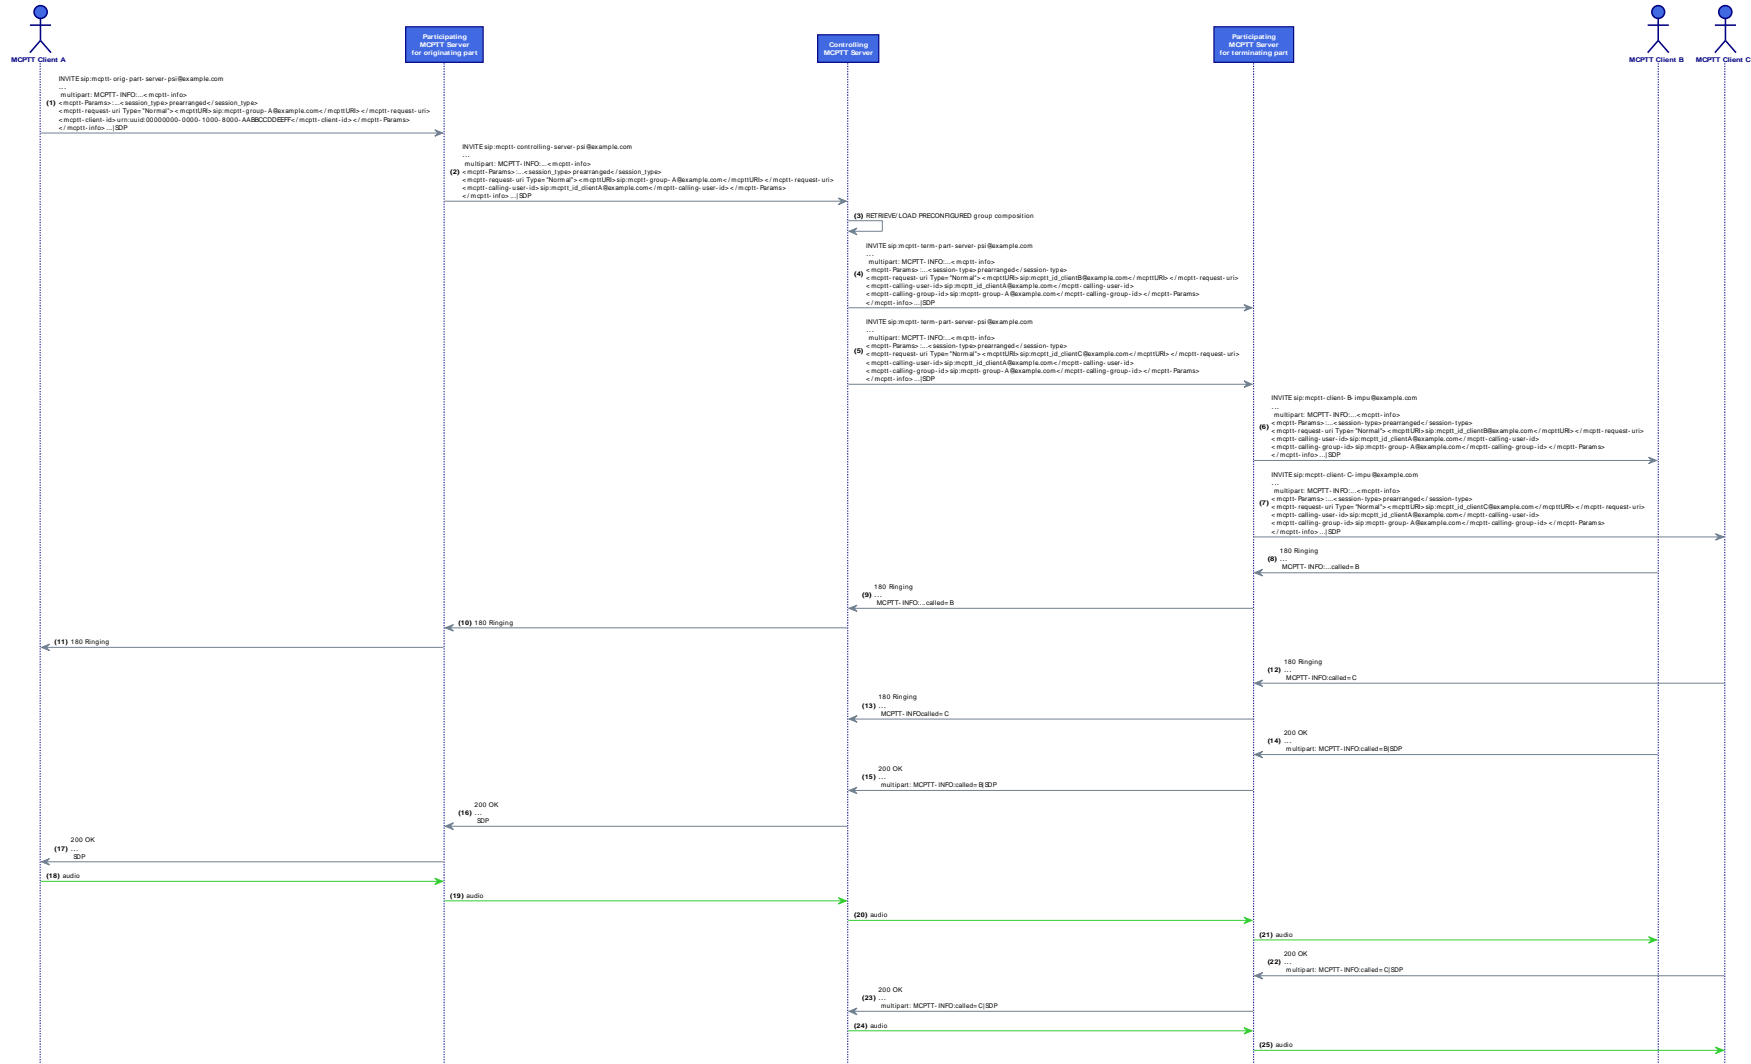 MCPTT Client A
Participating
MCPTT Server
for originating part
Controlling
MCPTT Server
Participating
MCPTT Server
for terminating part
MCPTT Client B
MCPTT Client C
INVITE sip:mcptt-orig-part-server-psi@example.com
...
multipart: MCPTT-INFO:...<mcptt-info>
(1) <mcptt-Params>:...<session_type>prearranged</session_type>
<mcptt-request-uri Type="Normal"><mcpttURI>sip:mcptt-group-A@example.com</mcpttURI></mcptt-request-uri>
<mcptt-client-id>urn:uuid:00000000-0000-1000-8000-AABBCCDDEEFF</mcptt-client-id></mcptt-Params>
</mcptt-info>...|SDP
INVITE sip:mcptt-controlling-server-psi@example.com
...
multipart: MCPTT-INFO:...<mcptt-info>
(2) <mcptt-Params>:...<session_type>prearranged</session_type>
<mcptt-request-uri Type="Normal"><mcpttURI>sip:mcptt-group-A@example.com</mcpttURI></mcptt-request-uri>
<mcptt-calling-user-id>sip:mcptt_id_clientA@example.com</mcptt-calling-user-id></mcptt-Params>
</mcptt-info>...|SDP
(3) RETRIEVE/LOAD PRECONFIGURED group composition
INVITE sip:mcptt-term-part-server-psi@example.com
...
multipart: MCPTT-INFO:...<mcptt-info>
<mcptt-Params>:...<session-type>prearranged</session-type>
(4) <mcptt-request-uri Type="Normal"><mcpttURI>sip:mcptt_id_clientB@example.com</mcpttURI></mcptt-request-uri>
<mcptt-calling-user-id>sip:mcptt_id_clientA@example.com</mcptt-calling-user-id>
<mcptt-calling-group-id>sip:mcptt-group-A@example.com</mcptt-calling-group-id></mcptt-Params>
</mcptt-info>...|SDP
INVITE sip:mcptt-term-part-server-psi@example.com
...
multipart: MCPTT-INFO:...<mcptt-info>
<mcptt-Params>:...<session-type>prearranged</session-type>
(5) <mcptt-request-uri Type="Normal"><mcpttURI>sip:mcptt_id_clientC@example.com</mcpttURI></mcptt-request-uri>
<mcptt-calling-user-id>sip:mcptt_id_clientA@example.com</mcptt-calling-user-id>
<mcptt-calling-group-id>sip:mcptt-group-A@example.com</mcptt-calling-group-id></mcptt-Params>
</mcptt-info>...|SDP
INVITE sip:mcptt-client-B-impu@example.com
...
multipart: MCPTT-INFO:...<mcptt-info>
<mcptt-Params>:...<session-type>prearranged</session-type>
(6) <mcptt-request-uri Type="Normal"><mcpttURI>sip:mcptt_id_clientB@example.com</mcpttURI></mcptt-request-uri>
<mcptt-calling-user-id>sip:mcptt_id_clientA@example.com</mcptt-calling-user-id>
<mcptt-calling-group-id>sip:mcptt-group-A@example.com</mcptt-calling-group-id></mcptt-Params>
</mcptt-info>...|SDP
INVITE sip:mcptt-client-C-impu@example.com
...
multipart: MCPTT-INFO:...<mcptt-info>
<mcptt-Params>:...<session-type>prearranged</session-type>
(7) <mcptt-request-uri Type="Normal"><mcpttURI>sip:mcptt_id_clientC@example.com</mcpttURI></mcptt-request-uri>
<mcptt-calling-user-id>sip:mcptt_id_clientA@example.com</mcptt-calling-user-id>
<mcptt-calling-group-id>sip:mcptt-group-A@example.com</mcptt-calling-group-id></mcptt-Params>
</mcptt-info>...|SDP
180 Ringing
(8) ...
MCPTT-INFO:...called=B
180 Ringing
(9) ...
MCPTT-INFO:...called=B
(10) 180 Ringing
(11) 180 Ringing
180 Ringing
(12) ...
MCPTT-INFO:called=C
180 Ringing
(13) ...
MCPTT-INFOcalled=C
200 OK
(14) ...
multipart: MCPTT-INFO:called=B|SDP
200 OK
(15) ...
multipart: MCPTT-INFO:called=B|SDP
200 OK
(16) ...
SDP
200 OK
(17) ...
SDP
(18) audio
(19) audio
(20) audio
(21) audio
200 OK
(22) ...
multipart: MCPTT-INFO:called=C|SDP
200 OK
(23) ...
multipart: MCPTT-INFO:called=C|SDP
(24) audio
(25) audio